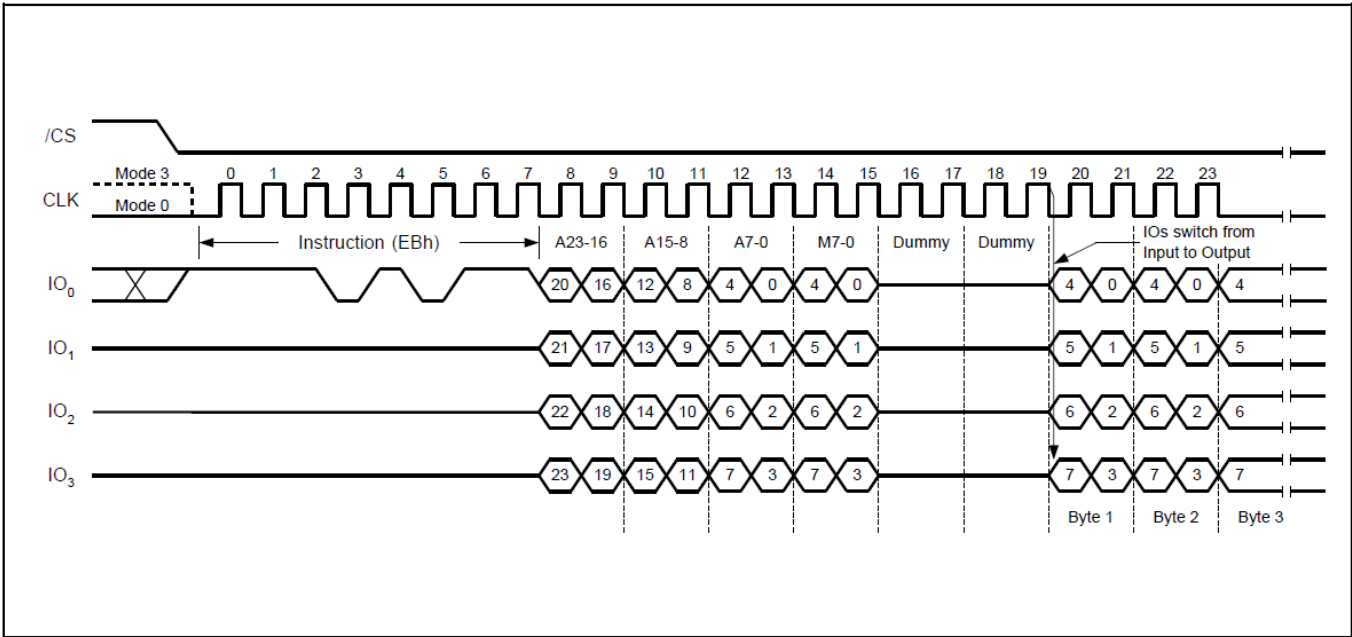 /CS
Mode 3 0 1 2 3 4 5 6 7 8 9 10 11 12 13 14 15 16 17 18 19 20 21 22 23
CLK
Mode 0
Instruction (EBh) A23-16 A15-8 A7-0 M7-0 Dummy Dummy IOs switch from
Input to Output
IO0 20 16 12 8 4 0 4 0 4 0 4 0 4
IO1 21 17 13 9 5 1 5 1 5 1 5 1 5
IO2 22 18 14 10 6 2 6 2 6 2 6 2 6
IO3 23 19 15 11 7 3 7 3 7 3 7 3 7
Byte 1 Byte 2 Byte 3